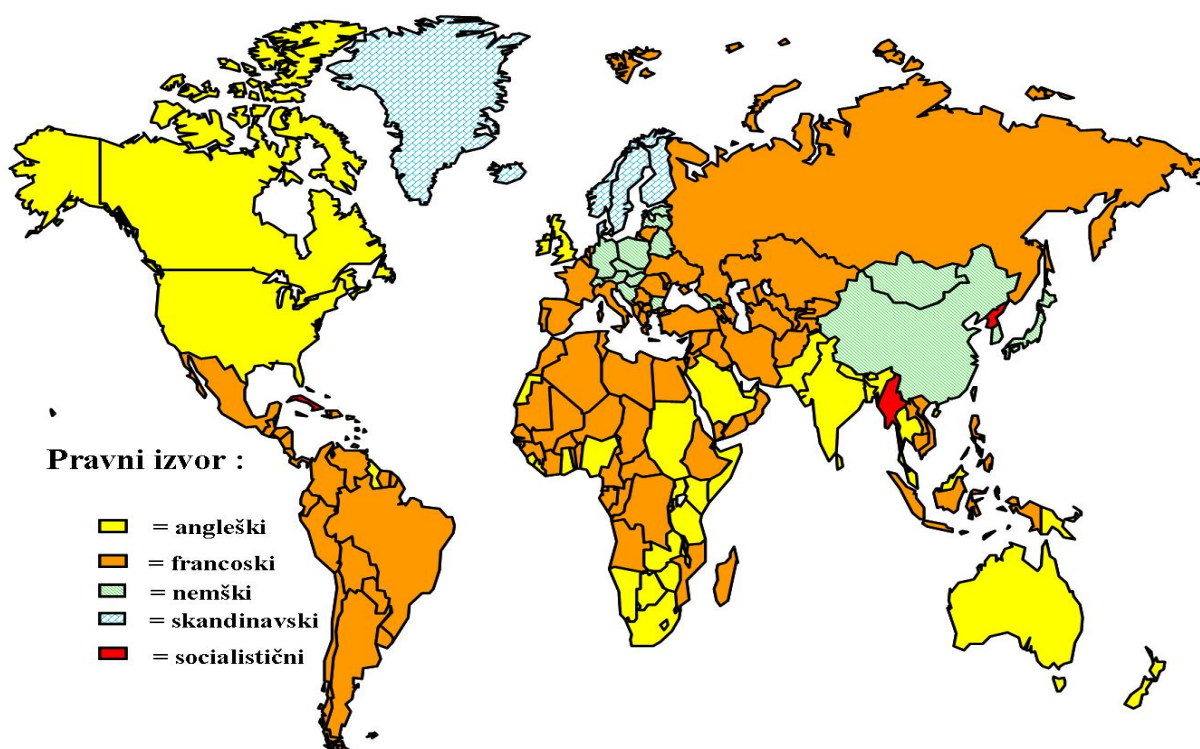 Pravni izvor :
= angleški
= francoski
= nemški
= skandinavski
= socialistični